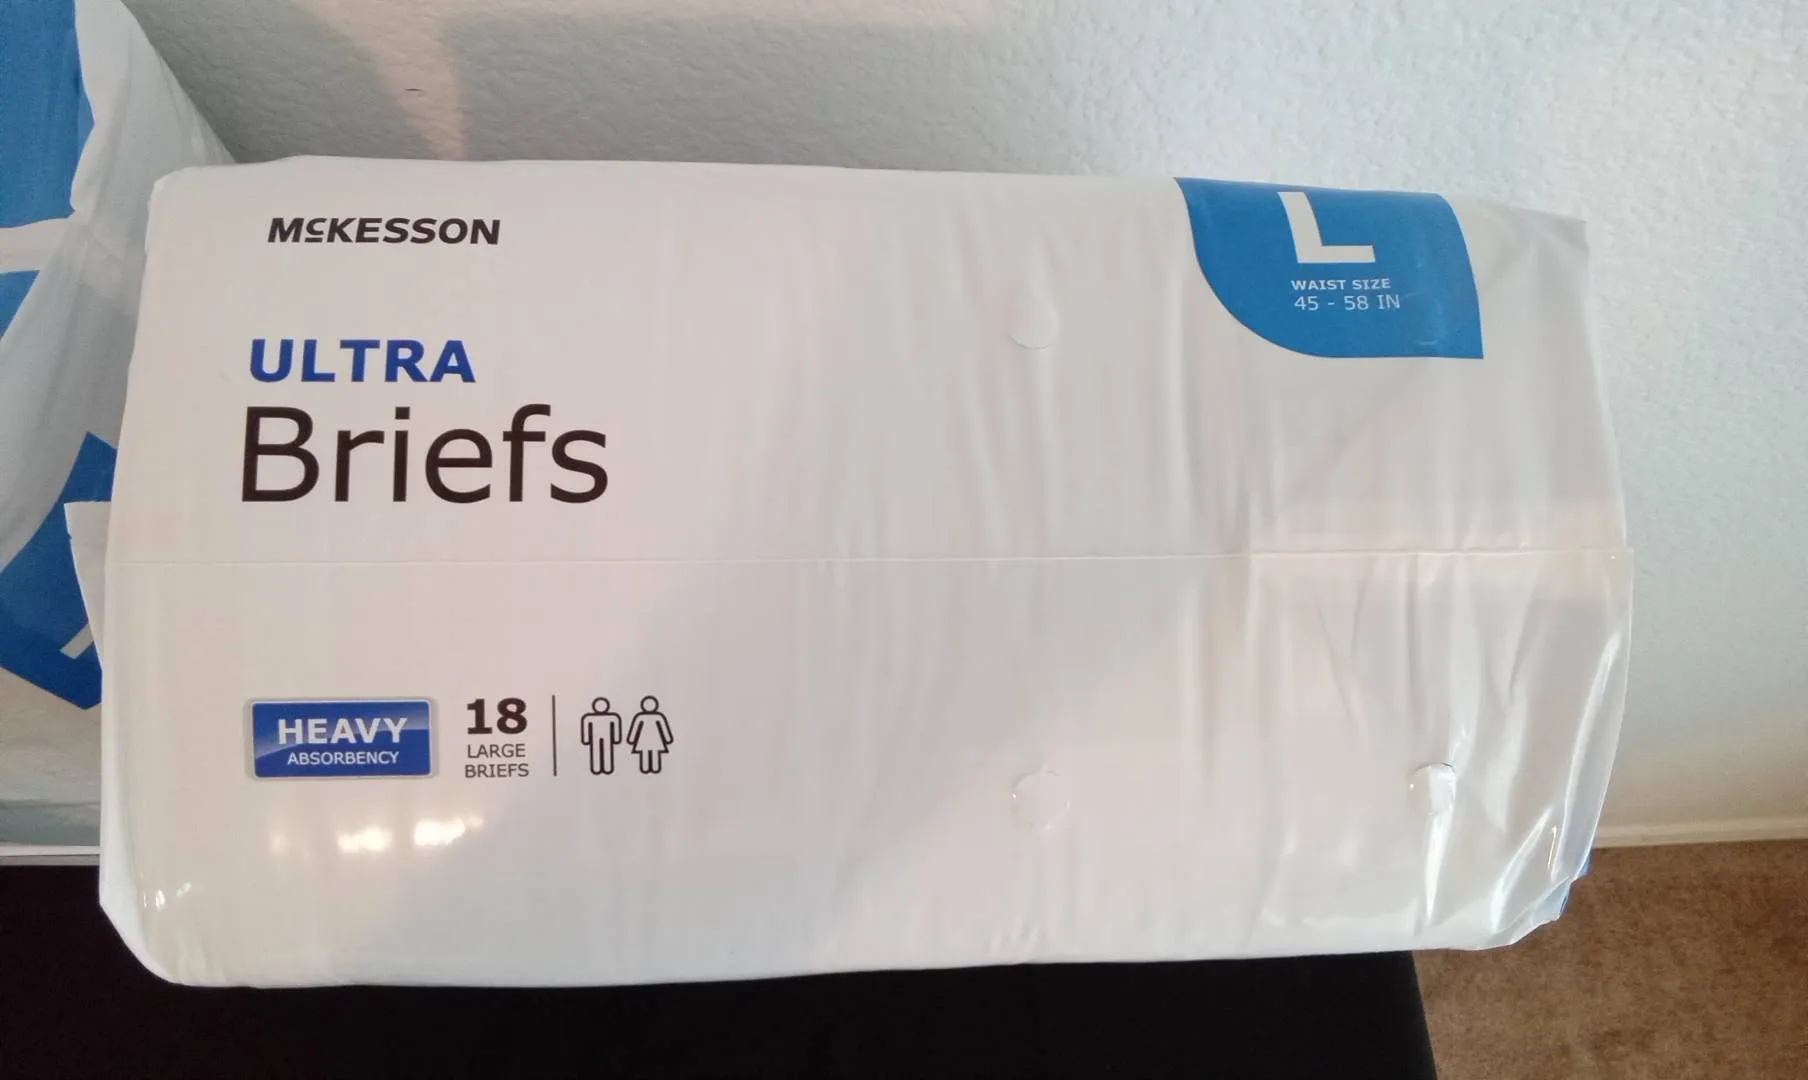 McKESSON
L
WAIST SIZE
45 - 58 IN
ULTRA
Briefs
HEAVY
ABSORBENCY
18
LARGE
BRIEFS